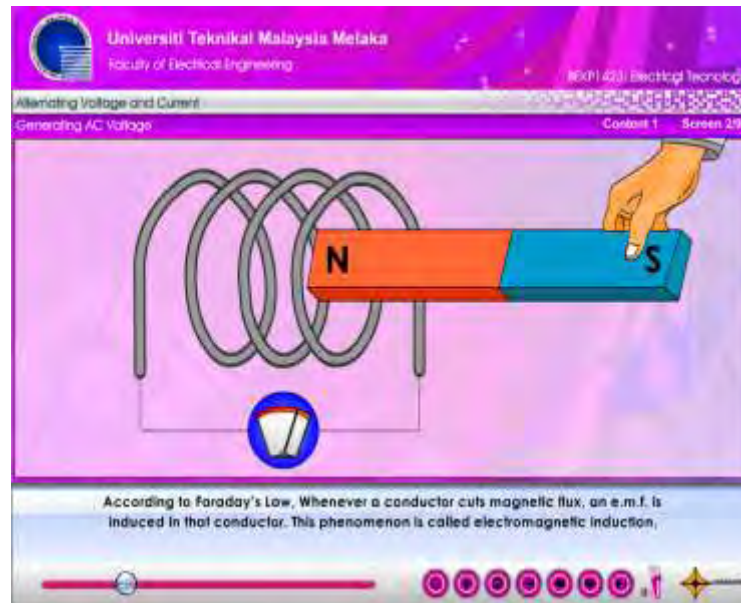 Universiti Teknikal Malaysia Melaka
Faculty of Electrical Engineering
Electrical
Alternating Voltage and Current
Generating AC Voltage
Content 1
N
S
According to Faraday's Law, Whenever a conductor cuts magnetic flux, an e.m.f. is
induced in that conductor. This phenomenon is called electromagnetic induction.